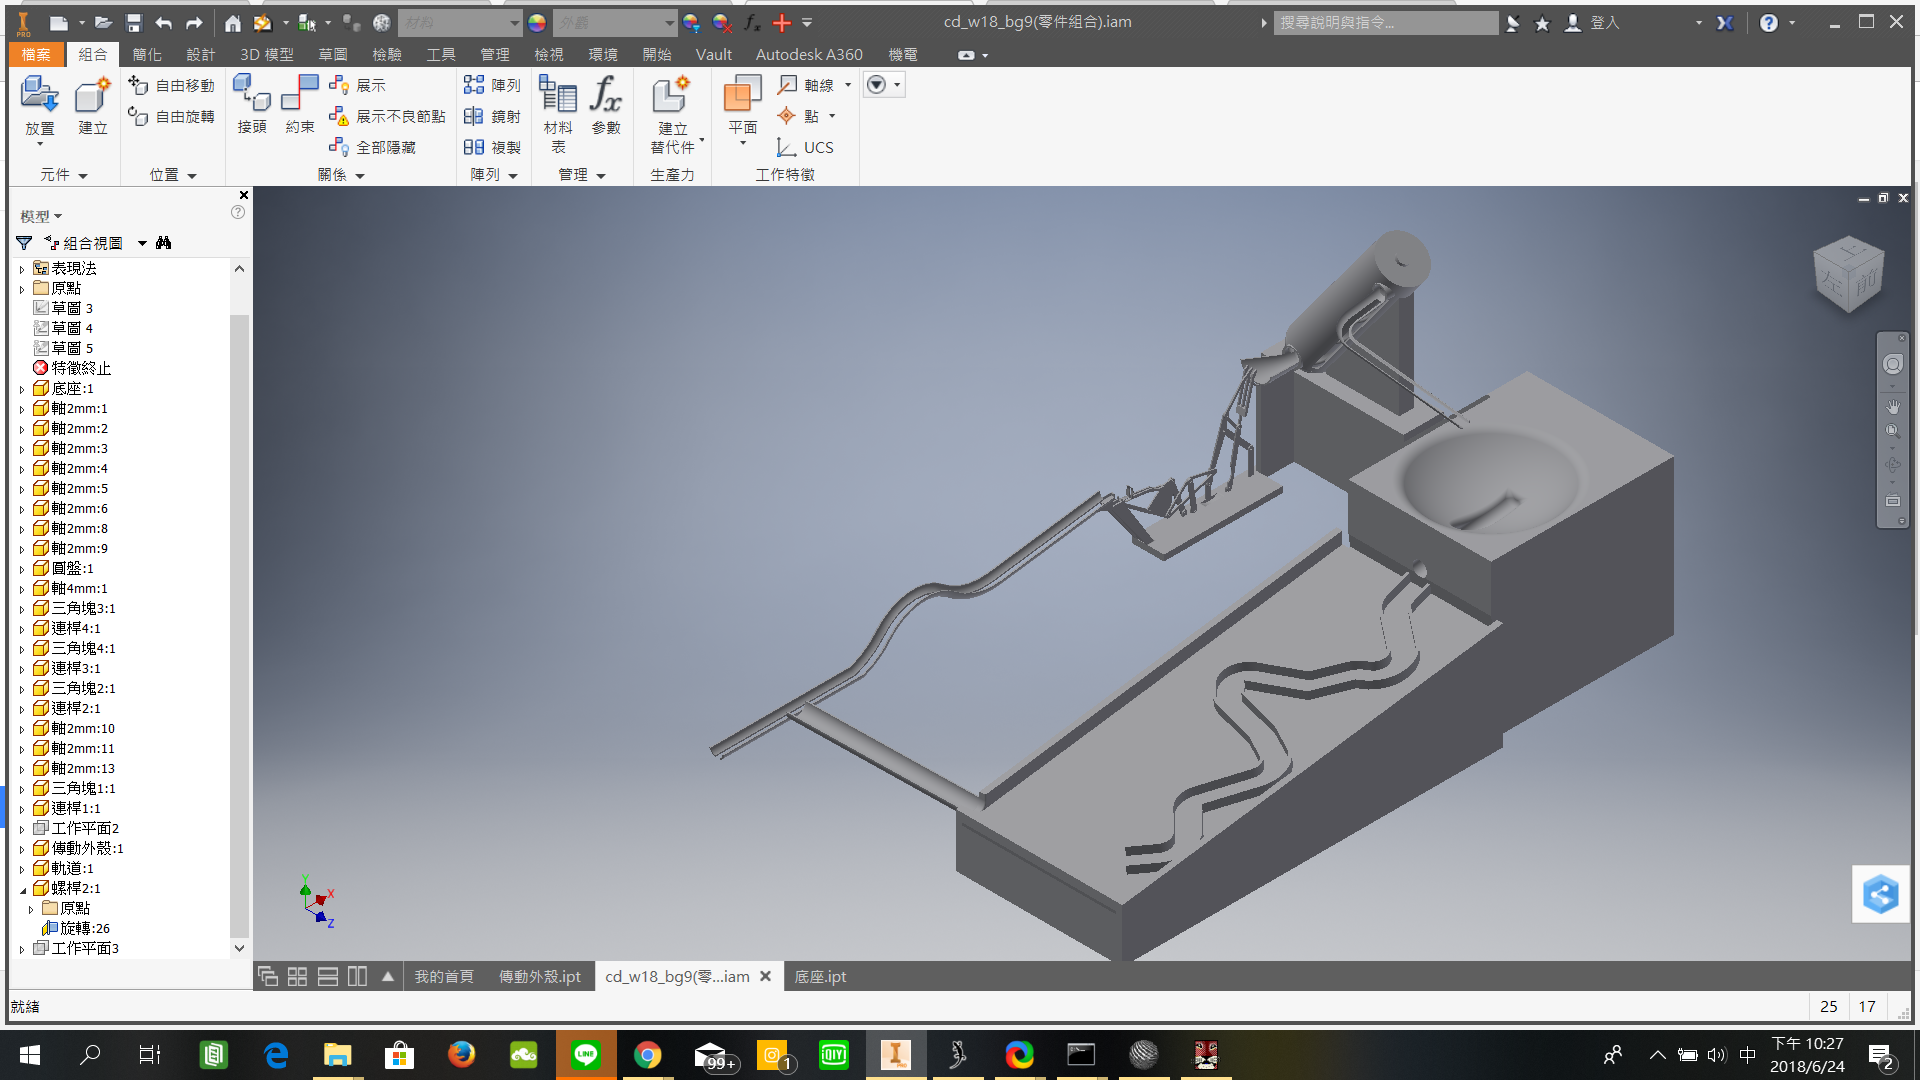 材料
外觀
fx
cd_w18_bg9(零件組合).iam
搜尋說明與指令...
登入
PRO
檔案 組合 簡化 設計 3D 模型 草圖 檢驗 工具 管理 檢視 環境 開始 Vault Autodesk A360 機電
放置
建立
自由移動
自由旋轉
接頭
約束
展示
展示不良節點
全部隱藏
陣列
鏡射
複製
材料
表
fx
參數
建立
替代件
平面
軸線
點
UCS
元件 位置 關係 陣列 管理 生產力 工作特徵
模型
組合視圖
表現法
原點
草圖 3
草圖 4
草圖 5
特徵終止
底座:1
軸2mm:1
軸2mm:2
軸2mm:3
軸2mm:4
軸2mm:5
軸2mm:6
軸2mm:8
軸2mm:9
圓盤:1
軸4mm:1
三角塊3:1
連桿4:1
三角塊4:1
連桿3:1
三角塊2:1
連桿2:1
軸2mm:10
軸2mm:11
軸2mm:13
三角塊1:1
連桿1:1
工作平面2
傳動外殼:1
軌道:1
螺桿2:1
原點
旋轉:26
工作平面3
上
左
前
Y
X
Z
我的首頁 傳動外殼.ipt cd_w18_bg9(零...iam 底座.ipt
就緒
25 17
LINE
99+
1
QIYI
PRO
中
下午 10:27
2018/6/24
2